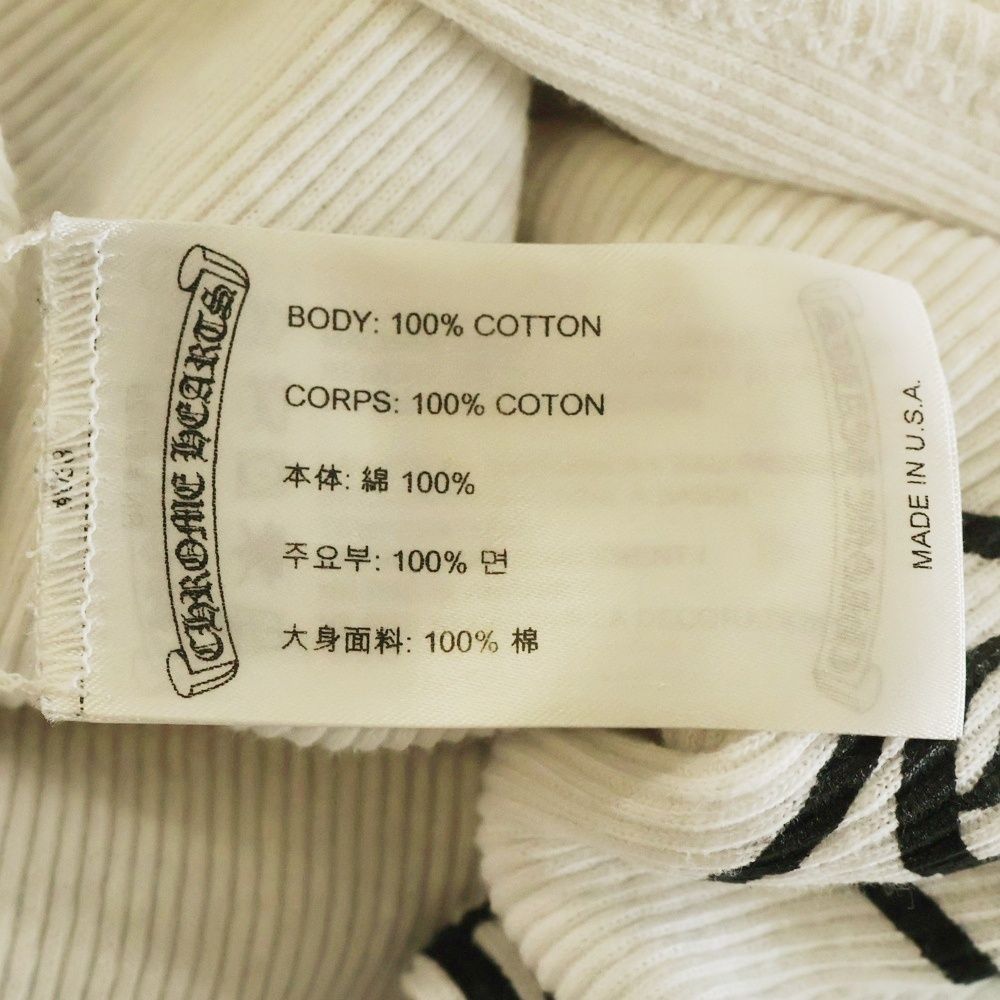 CHROME HEARTS
BODY: 100% COTTON
CORPS: 100% COTON
本体: 綿 100%
주요부: 100% 면
大身面料: 100% 棉
MADE IN U.S.A.